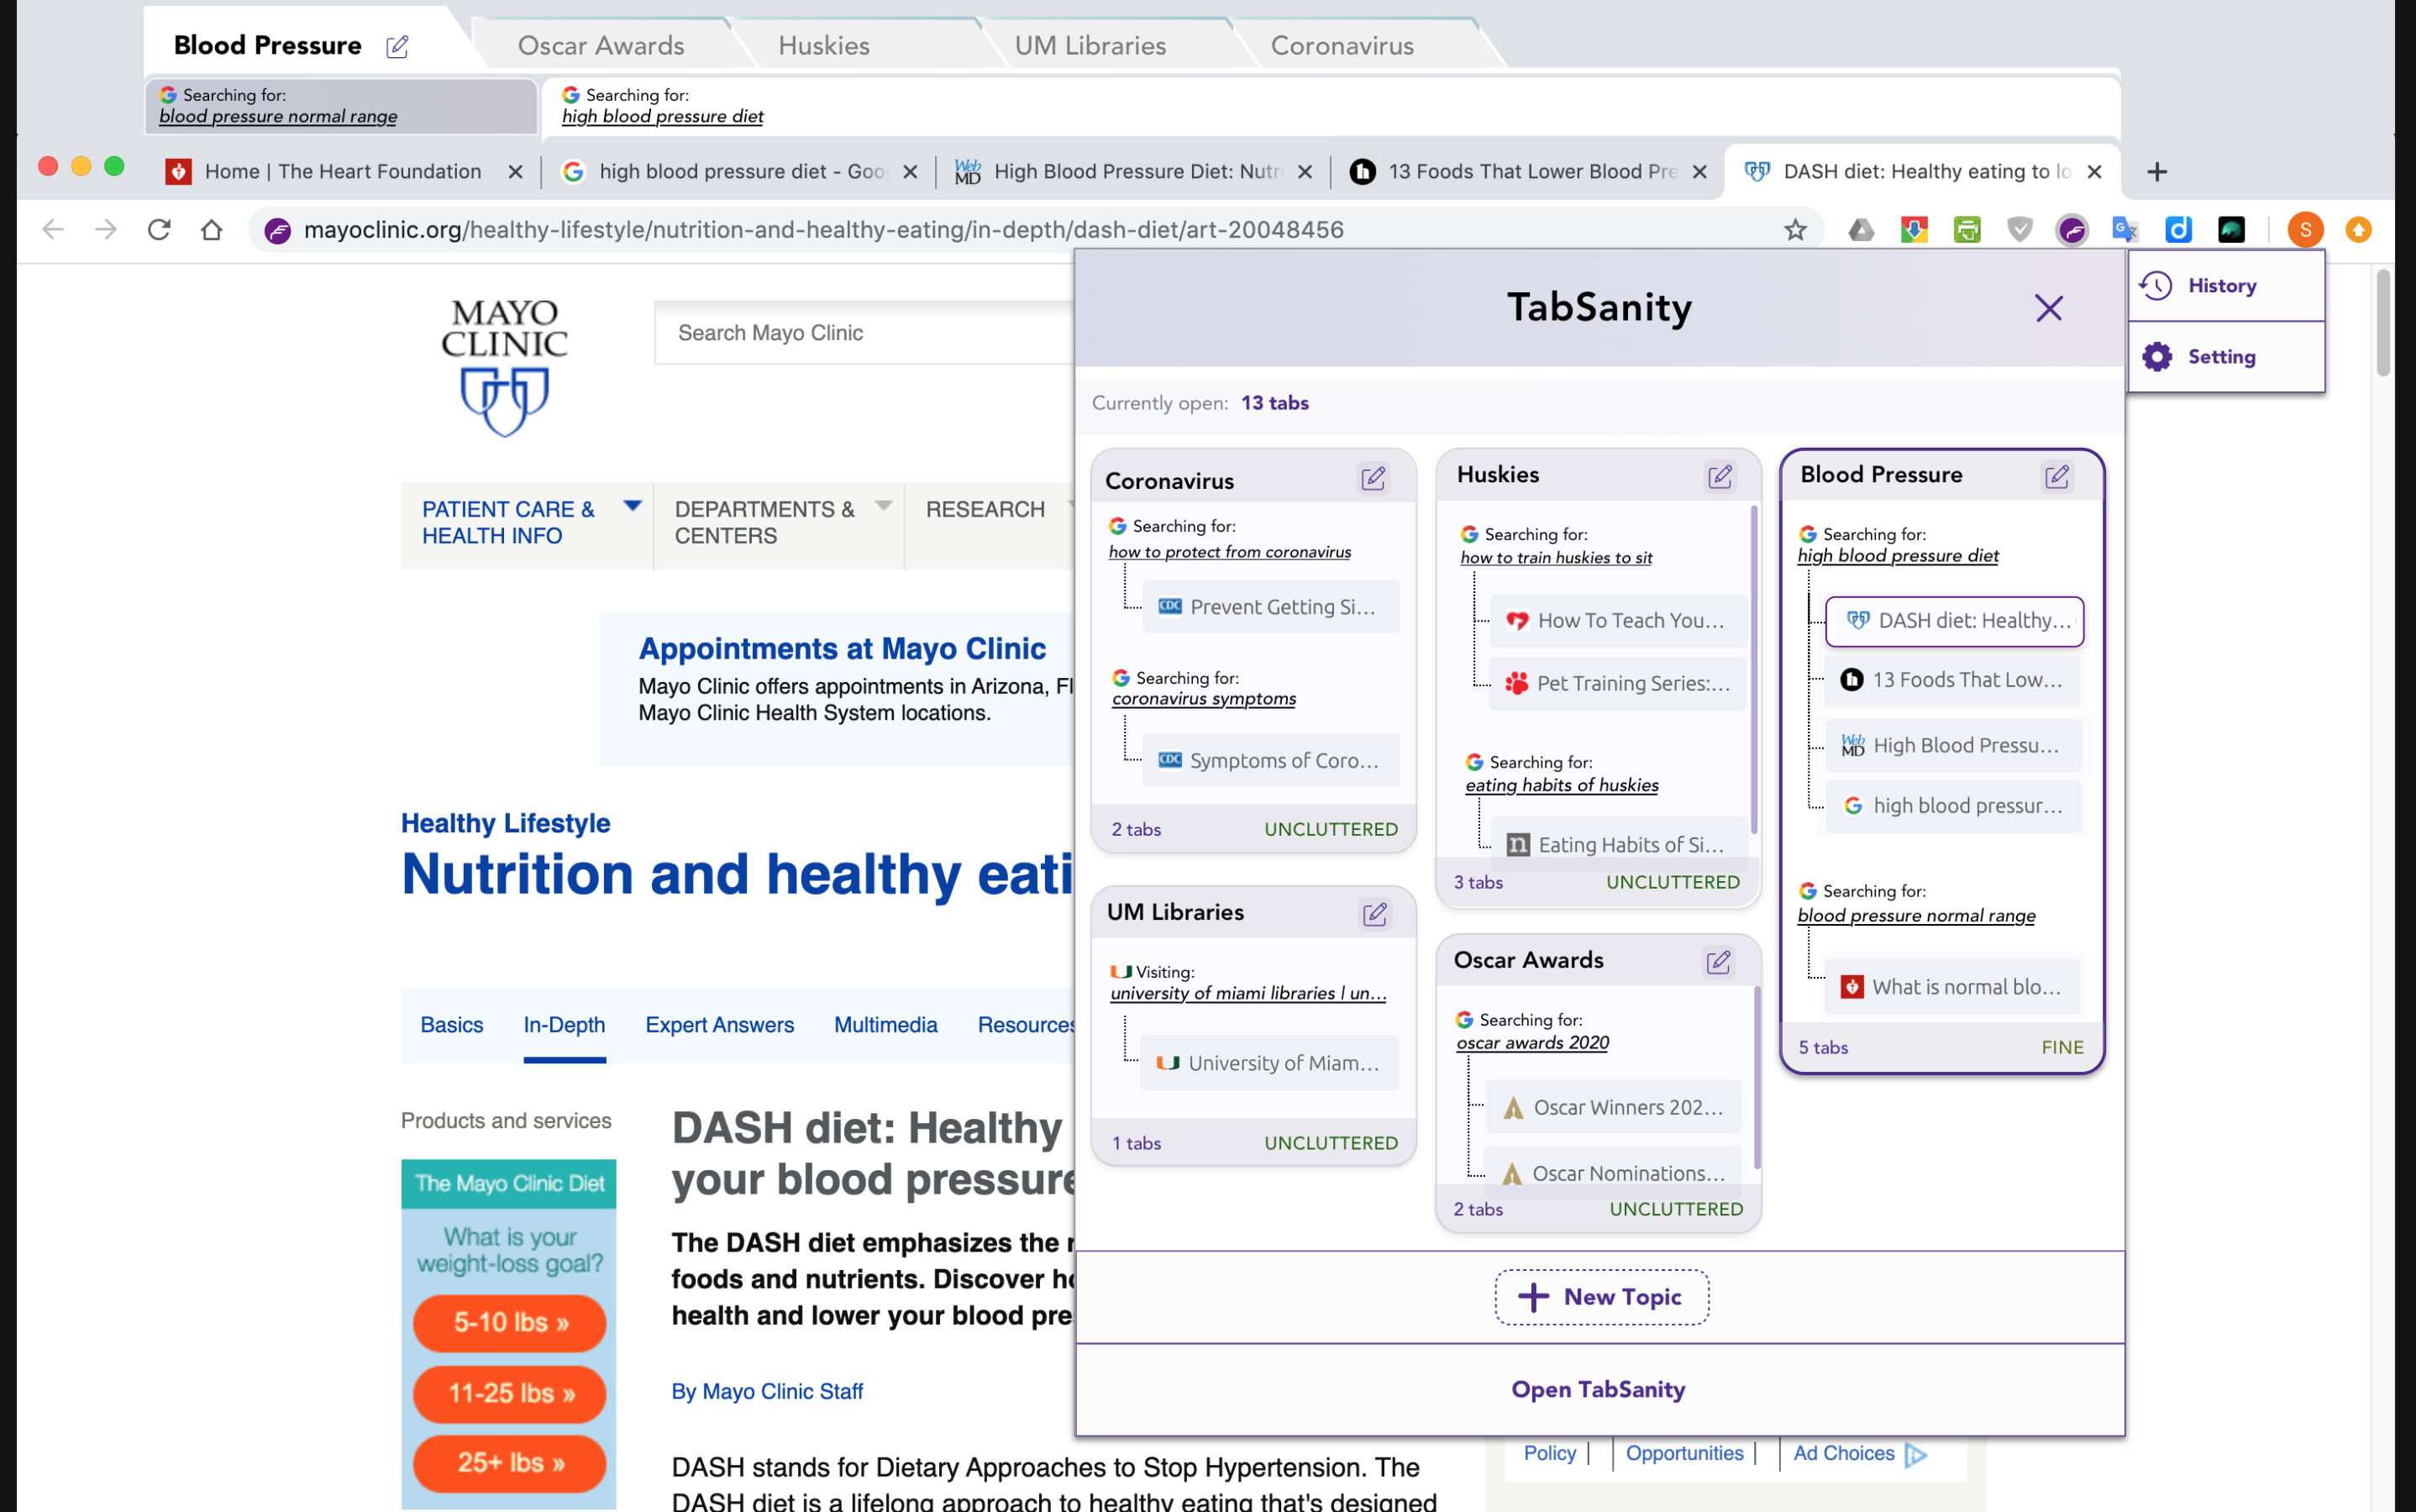 Blood Pressure
Oscar Awards
Huskies
UM Libraries
Coronavirus
Searching for:
blood pressure normal range
Searching for:
high blood pressure diet
Home | The Heart Foundation
high blood pressure diet - Goo
High Blood Pressure Diet: Nutri
13 Foods That Lower Blood Pre
DASH diet: Healthy eating to lo
mayoclinic.org/healthy-lifestyle/nutrition-and-healthy-eating/in-depth/dash-diet/art-20048456
S
History
Setting
MAYO
CLINIC
Search Mayo Clinic
PATIENT CARE &
HEALTH INFO
DEPARTMENTS &
CENTERS
RESEARCH
Appointments at Mayo Clinic
Mayo Clinic offers appointments in Arizona, Fl
Mayo Clinic Health System locations.
Healthy Lifestyle
Nutrition and healthy eati
Basics
In-Depth
Expert Answers
Multimedia
Resources
Products and services
The Mayo Clinic Diet
What is your
weight-loss goal?
5-10 lbs »
11-25 lbs »
25+ lbs »
DASH diet: Healthy
your blood pressure
The DASH diet emphasizes the r
foods and nutrients. Discover ho
health and lower your blood pre
By Mayo Clinic Staff
DASH stands for Dietary Approaches to Stop Hypertension. The
DASH diet is a lifelong approach to healthy eating that's designed
TabSanity
Currently open: 13 tabs
Coronavirus
Searching for:
how to protect from coronavirus
CDC Prevent Getting Si...
Searching for:
coronavirus symptoms
CDC Symptoms of Coro...
2 tabs
UNCLUTTERED
UM Libraries
Visiting:
university of miami libraries | un...
University of Miam...
1 tabs
UNCLUTTERED
Huskies
Searching for:
how to train huskies to sit
How To Teach You...
Pet Training Series:...
Searching for:
eating habits of huskies
Eating Habits of Si...
3 tabs
UNCLUTTERED
Oscar Awards
Searching for:
oscar awards 2020
Oscar Winners 202...
Oscar Nominations...
2 tabs
UNCLUTTERED
Blood Pressure
Searching for:
high blood pressure diet
DASH diet: Healthy...
13 Foods That Low...
Web MD High Blood Pressu...
high blood pressur...
Searching for:
blood pressure normal range
What is normal blo...
5 tabs
FINE
New Topic
Open TabSanity
Policy |
Opportunities |
Ad Choices